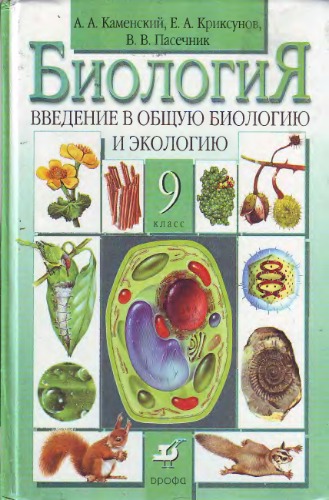 А. А. Каменский, Е. А. Криксунов,
В. В. Пасечник
БИОЛОГИЯ
ВВЕДЕНИЕ В ОБЩУЮ БИОЛОГИЮ
И ЭКОЛОГИЮ
9
класс
дрофа